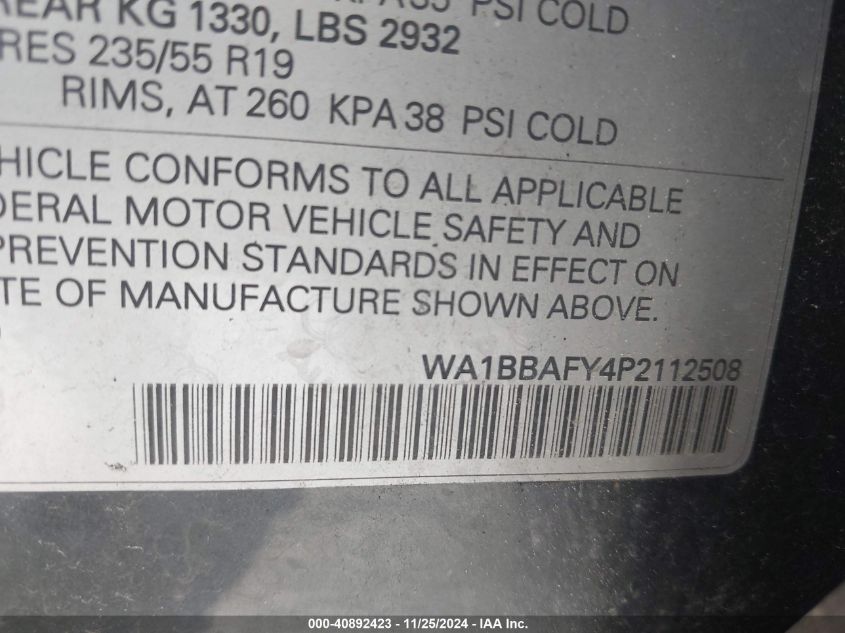 PSI COLD
REAR KG 1330, LBS 2932
RES 235/55 R19
RIMS, AT 260 KPA 38 PSI COLD
HICLE CONFORMS TO ALL APPLICABLE
DERAL MOTOR VEHICLE SAFETY AND
PREVENTION STANDARDS IN EFFECT ON
TE OF MANUFACTURE SHOWN ABOVE.
WA1BBAFY4P2112508
000-40892423 - 11/25/2024 - IAA Inc.